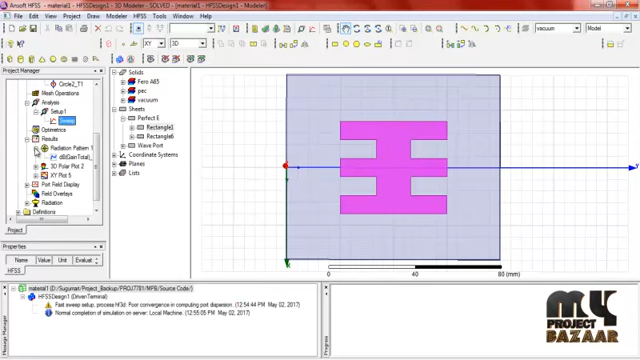 Ansoft HFSS - material1 - HFSSDesign1 - 3D Modeler - SOLVED - [material1 - HFSSDesign1 - Modeler]
File Edit View Project Draw Modeler HFSS Tools Window Help
vacuum Model
XY 3D
Project Manager
Circle2_T1
Mesh Operations
Analysis
Setup1
Sweep
Optimetrics
Results
Radiation Pattern 1
dB(GainTotal)_
3D Polar Plot 2
XY Plot 5
Port Field Display
Field Overlays
Radiation
Definitions
Project
Properties
Name Value Unit Evaluat
HFSS
Solids
Fero A65
pec
vacuum
Sheets
Perfect E
Rectangle1
Rectangle6
Wave Port
Coordinate Systems
Planes
Lists
Y
X
0 40 80 (mm)
Message Manager
material1 (D:/Sugumar/Project_Backup/PROJ7781/MPB/Source Code/)
HFSSDesign1 (DrivenTerminal)
Fast sweep setup, process hf3d: Poor convergence in computing port dispersion. (12:54:44 PM May 02, 2017)
Normal completion of simulation on server: Local Machine. (12:55:05 PM May 02, 2017)
Progress
MY
PROJECT
BAZAAR